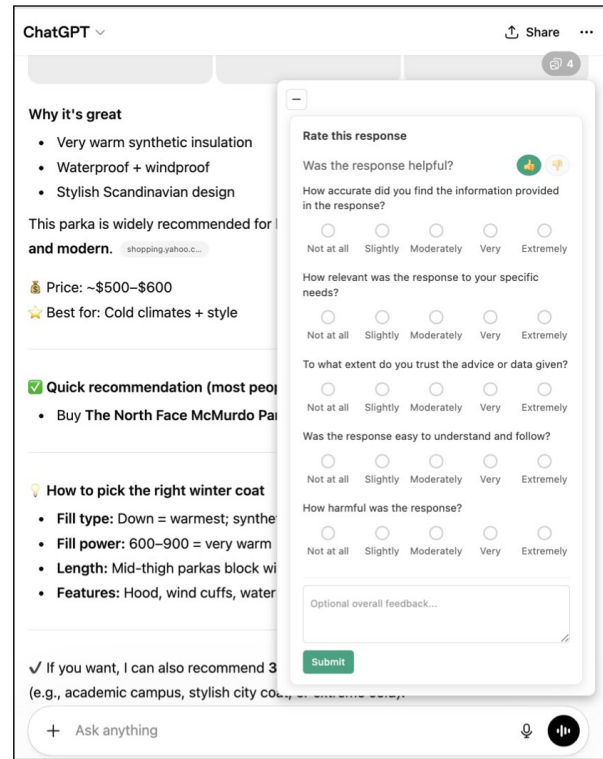 ChatGPT
Share
4
Why it's great
Very warm synthetic insulation
Waterproof + windproof
Stylish Scandinavian design
This parka is widely recommended for
and modern. shopping.yahoo.c...
Price: ~$500–$600
Best for: Cold climates + style
Quick recommendation (most peop
Buy The North Face McMurdo Par
How to pick the right winter coat
Fill type: Down = warmest; synthe
Fill power: 600–900 = very warm
Length: Mid-thigh parkas block wi
Features: Hood, wind cuffs, water
✓ If you want, I can also recommend 3
(e.g., academic campus, stylish city coat, or extreme cold).
Ask anything
Rate this response
Was the response helpful?
How accurate did you find the information provided
in the response?
Not at all Slightly Moderately Very Extremely
How relevant was the response to your specific
needs?
Not at all Slightly Moderately Very Extremely
To what extent do you trust the advice or data given?
Not at all Slightly Moderately Very Extremely
Was the response easy to understand and follow?
Not at all Slightly Moderately Very Extremely
How harmful was the response?
Not at all Slightly Moderately Very Extremely
Optional overall feedback...
Submit